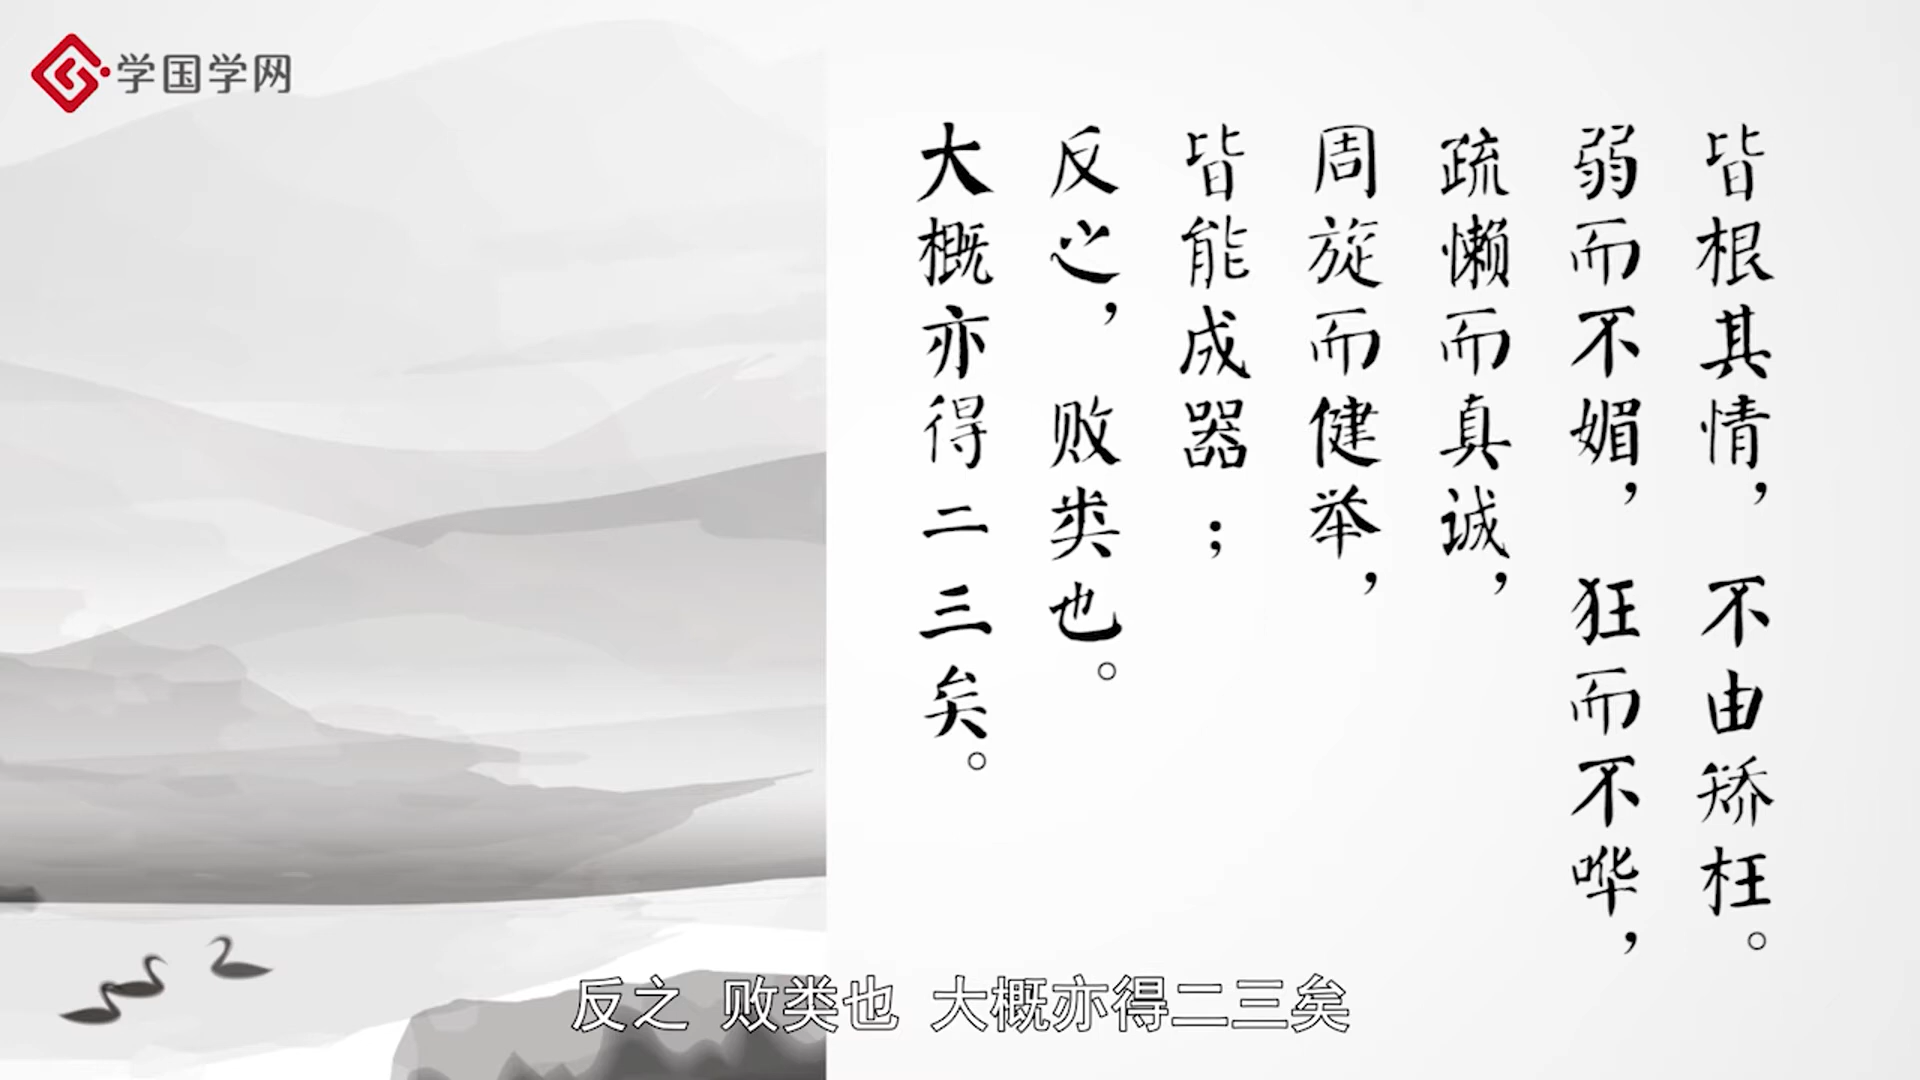 学国学网
皆根其情，不由矫枉。
弱而不媚，狂而不哗，
疏懒而真诚，
周旋而健举，
皆能成器；
反之，败类也。
大概亦得二三矣。
反之 败类也 大概亦得二三矣